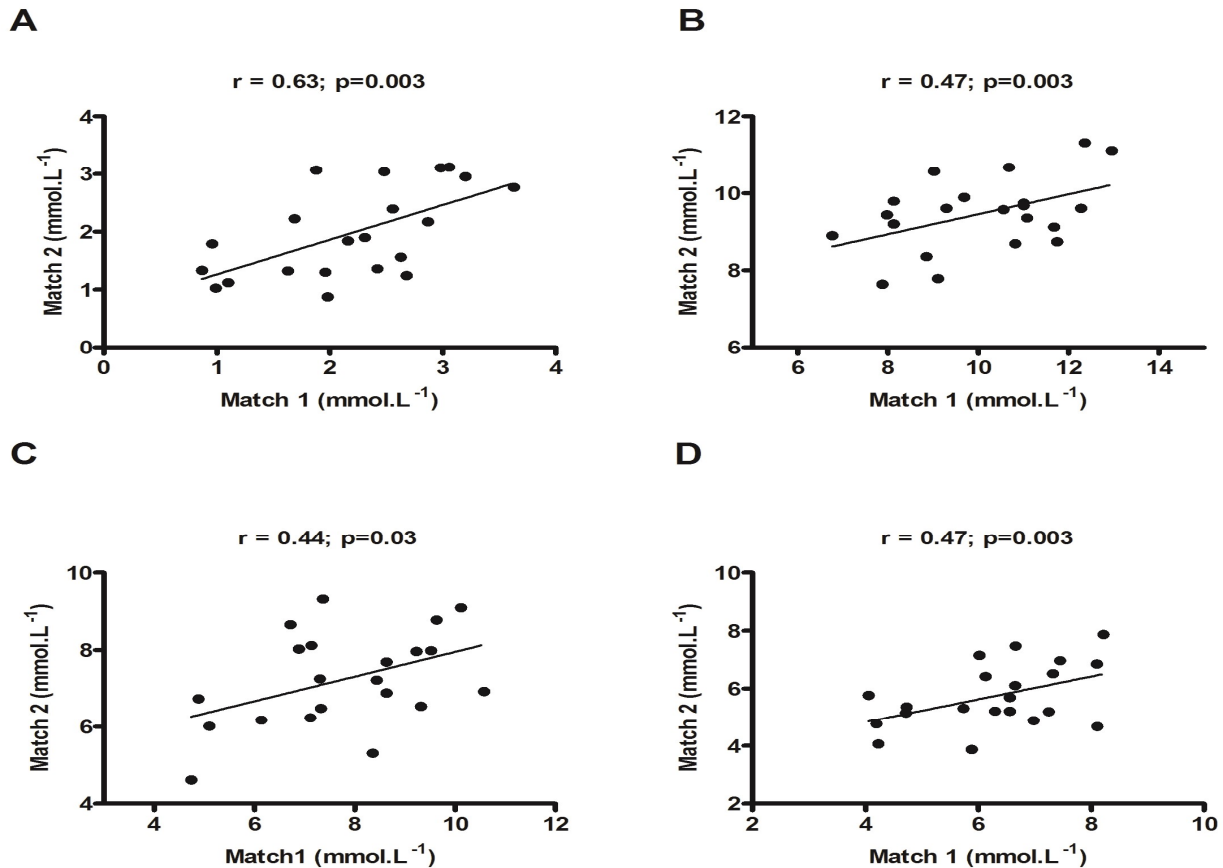 A
r = 0.63; p=0.003
Match 2 (mmol.L⁻¹)
4
3
2
1
0
0 1 2 3 4
Match 1 (mmol.L⁻¹)
B
r = 0.47; p=0.003
Match 2 (mmol.L⁻¹)
12
10
8
6
6 8 10 12 14
Match 1 (mmol.L⁻¹)
C
r = 0.44; p=0.03
Match 2 (mmol.L⁻¹)
10
8
6
4
4 6 8 10 12
Match1 (mmol.L⁻¹)
D
r = 0.47; p=0.003
Match 2 (mmol.L⁻¹)
10
8
6
4
2
2 4 6 8 10
Match 1 (mmol.L⁻¹)